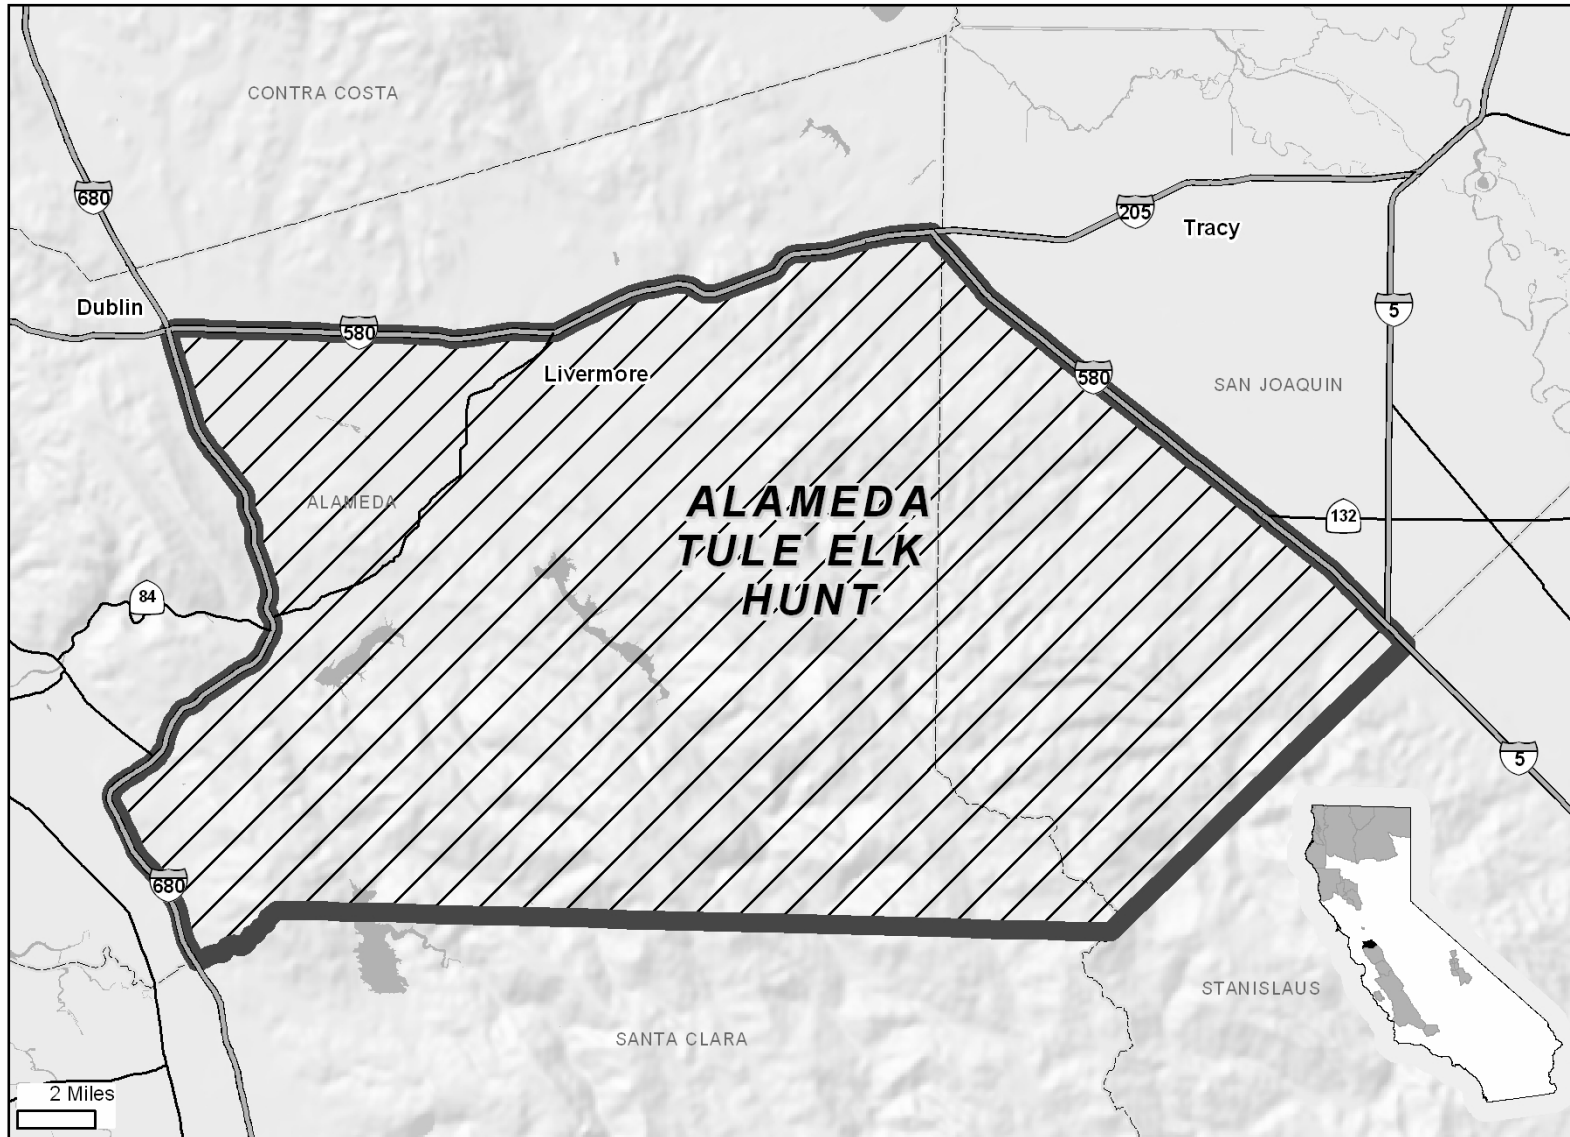 CONTRA COSTA
680
205
Tracy
Dublin
5
580
Livermore
580
SAN JOAQUIN
ALAMEDA
ALAMEDA
TULE ELK
HUNT
132
84
5
680
STANISLAUS
SANTA CLARA
2 Miles